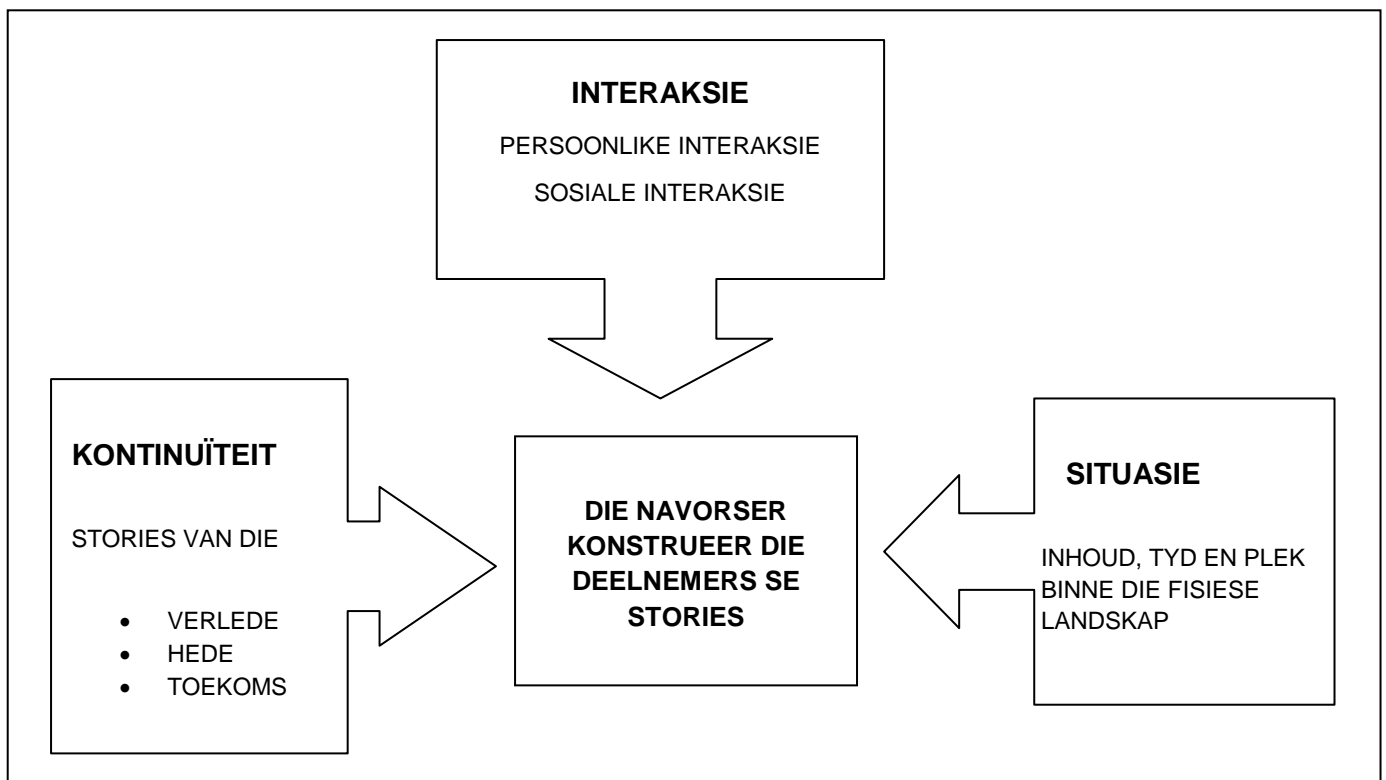 INTERAKSIE
PERSOONLIKE INTERAKSIE
SOSIALE INTERAKSIE
KONTINUÏTEIT
STORIES VAN DIE
• VERLEDE
• HEDE
• TOEKOMS
DIE NAVORSER
KONSTRUEER DIE
DEELNEMERS SE
STORIES
SITUASIE
INHOUD, TYD EN PLEK
BINNE DIE FISIESE
LANDSKAP